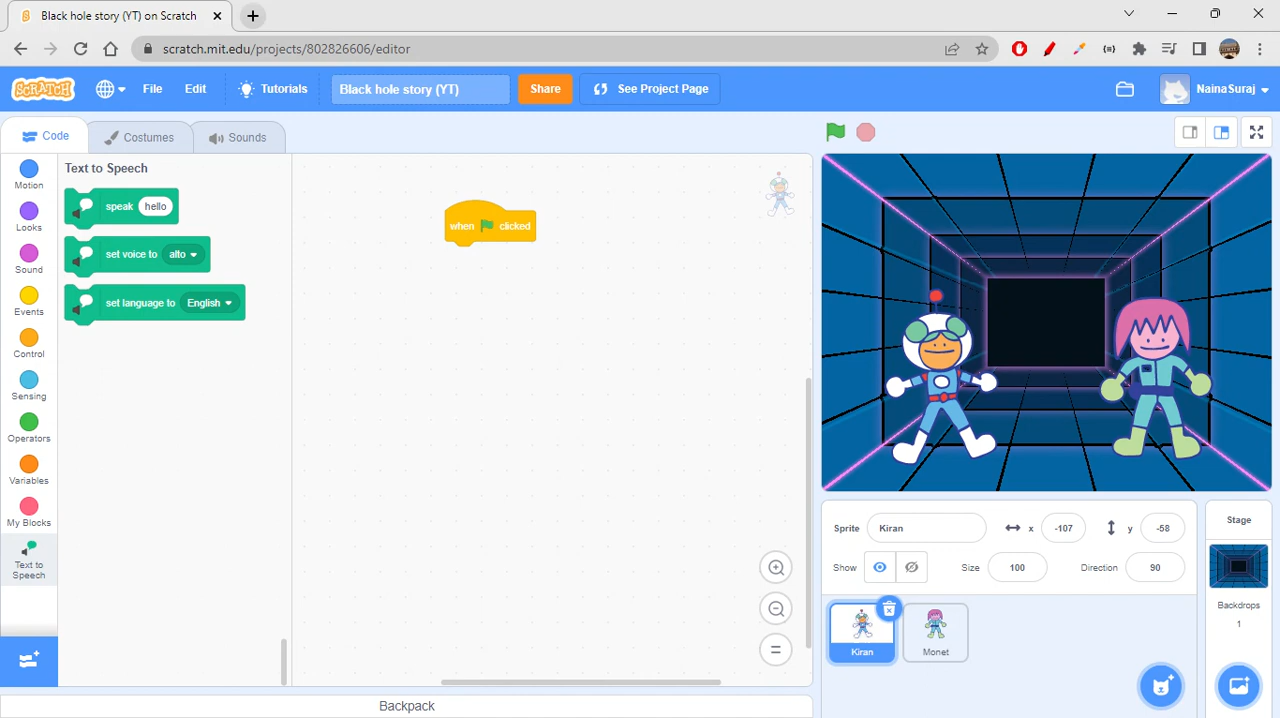 Black hole story (YT) on Scratch
scratch.mit.edu/projects/802826606/editor
SCRATCH
File
Edit
Tutorials
Black hole story (YT)
Share
See Project Page
NainaSuraj
Code
Costumes
Sounds
Motion
Looks
Sound
Events
Control
Sensing
Operators
Variables
My Blocks
Text to
Speech
Text to Speech
speak hello
set voice to alto
set language to English
when clicked
Sprite Kiran x -107 y -58
Show Size 100 Direction 90
Kiran
Monet
Stage
Backdrops
1
Backpack